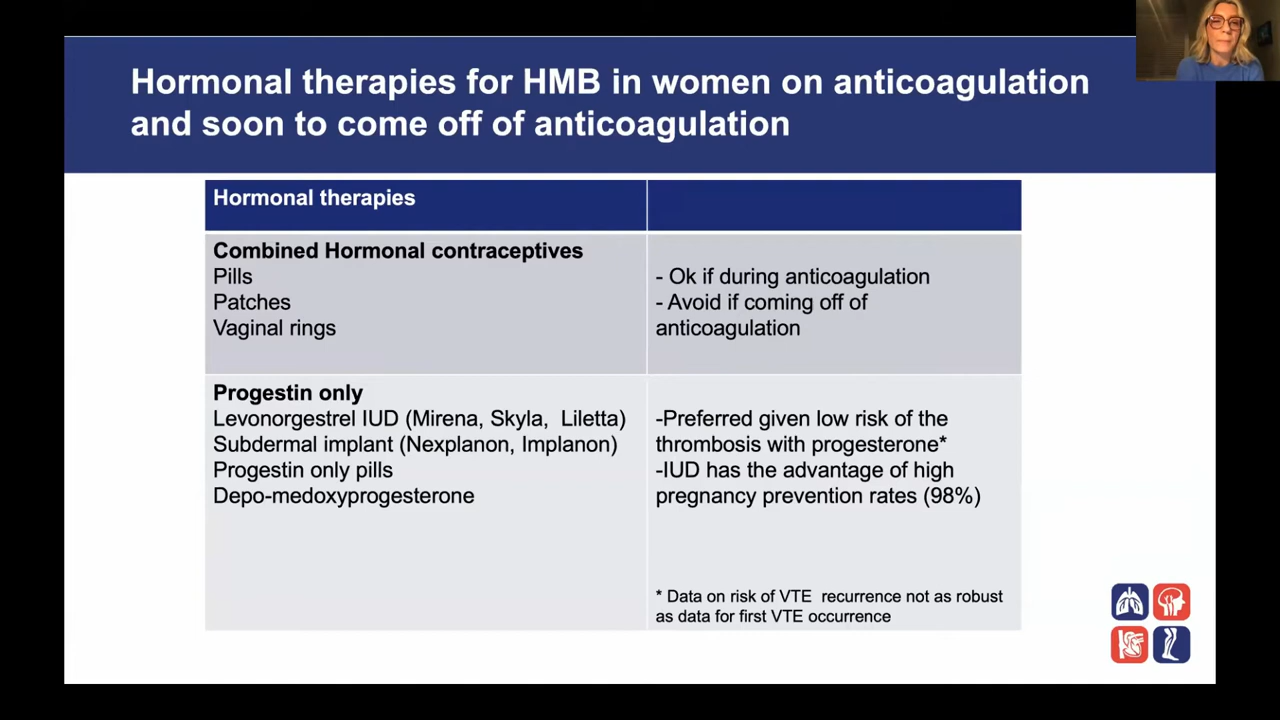 Hormonal therapies for HMB in women on anticoagulation
and soon to come off of anticoagulation
Hormonal therapies
Combined Hormonal contraceptives
Pills
Patches
Vaginal rings
- Ok if during anticoagulation
- Avoid if coming off of
anticoagulation
Progestin only
Levonorgestrel IUD (Mirena, Skyla, Liletta)
Subdermal implant (Nexplanon, Implanon)
Progestin only pills
Depo-medoxyprogesterone
-Preferred given low risk of the
thrombosis with progesterone*
-IUD has the advantage of high
pregnancy prevention rates (98%)
* Data on risk of VTE recurrence not as robust
as data for first VTE occurrence